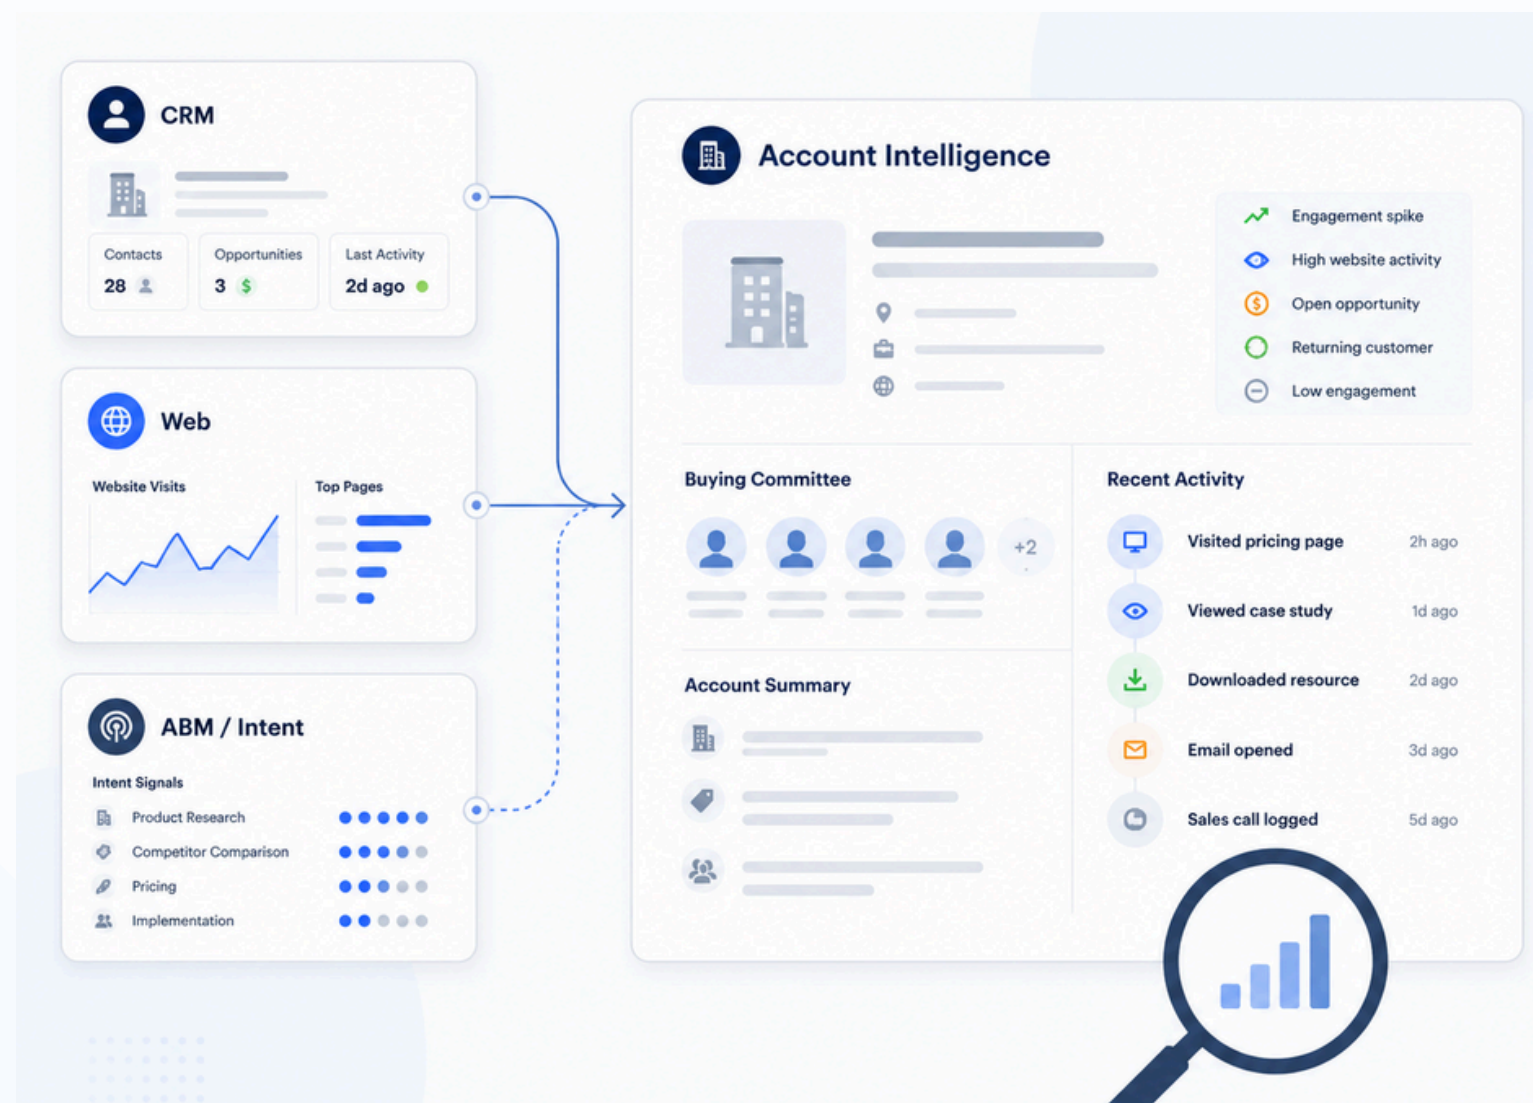 CRM
Contacts
28
Opportunities
3
Last Activity
2d ago
Web
Website Visits
Top Pages
ABM / Intent
Intent Signals
Product Research
Competitor Comparison
Pricing
Implementation
Account Intelligence
Engagement spike
High website activity
Open opportunity
Returning customer
Low engagement
Buying Committee
+2
Account Summary
Recent Activity
Visited pricing page 2h ago
Viewed case study 1d ago
Downloaded resource 2d ago
Email opened 3d ago
Sales call logged 5d ago